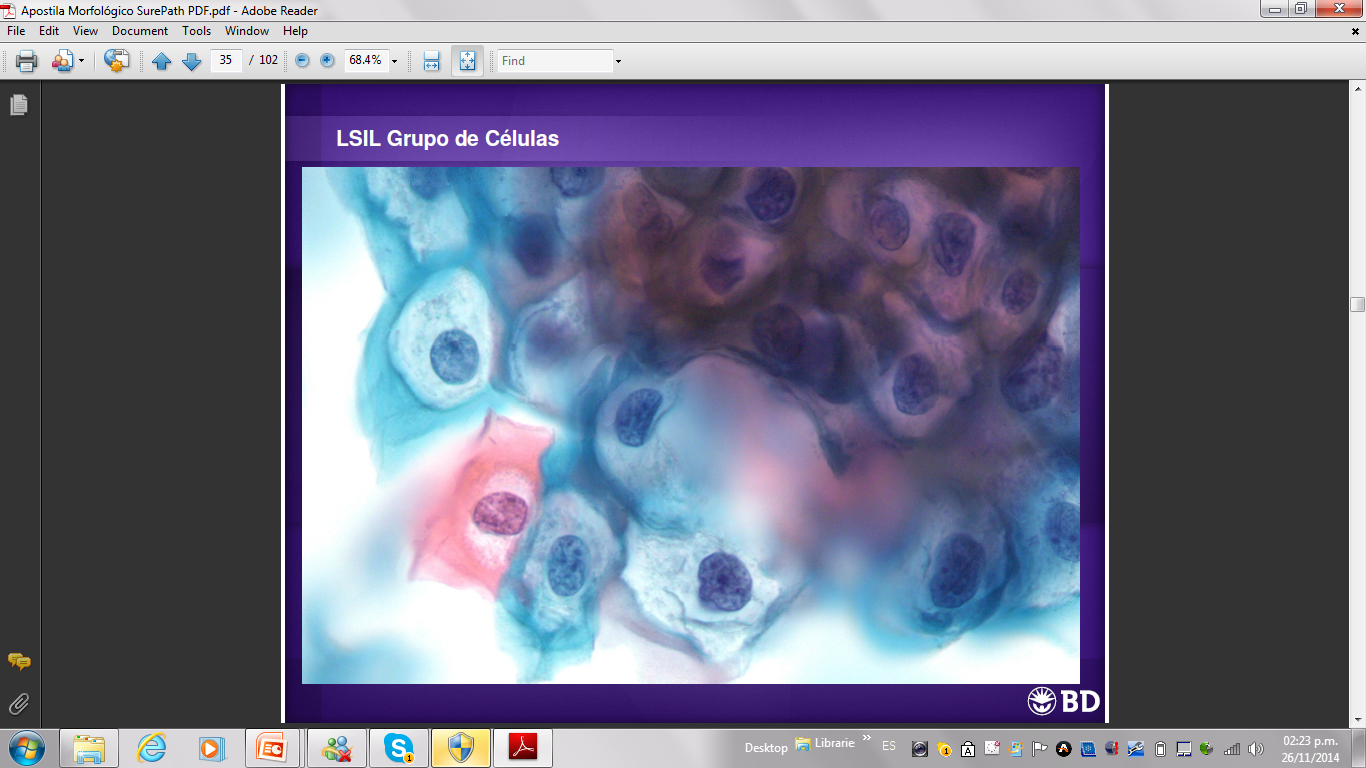 Apostila Morfológico SurePath PDF.pdf - Adobe Reader
File Edit View Document Tools Window Help
35 / 102 68.4% Find
LSIL Grupo de Células
BD
Desktop Librarie » ES 02:23 p.m.
26/11/2014